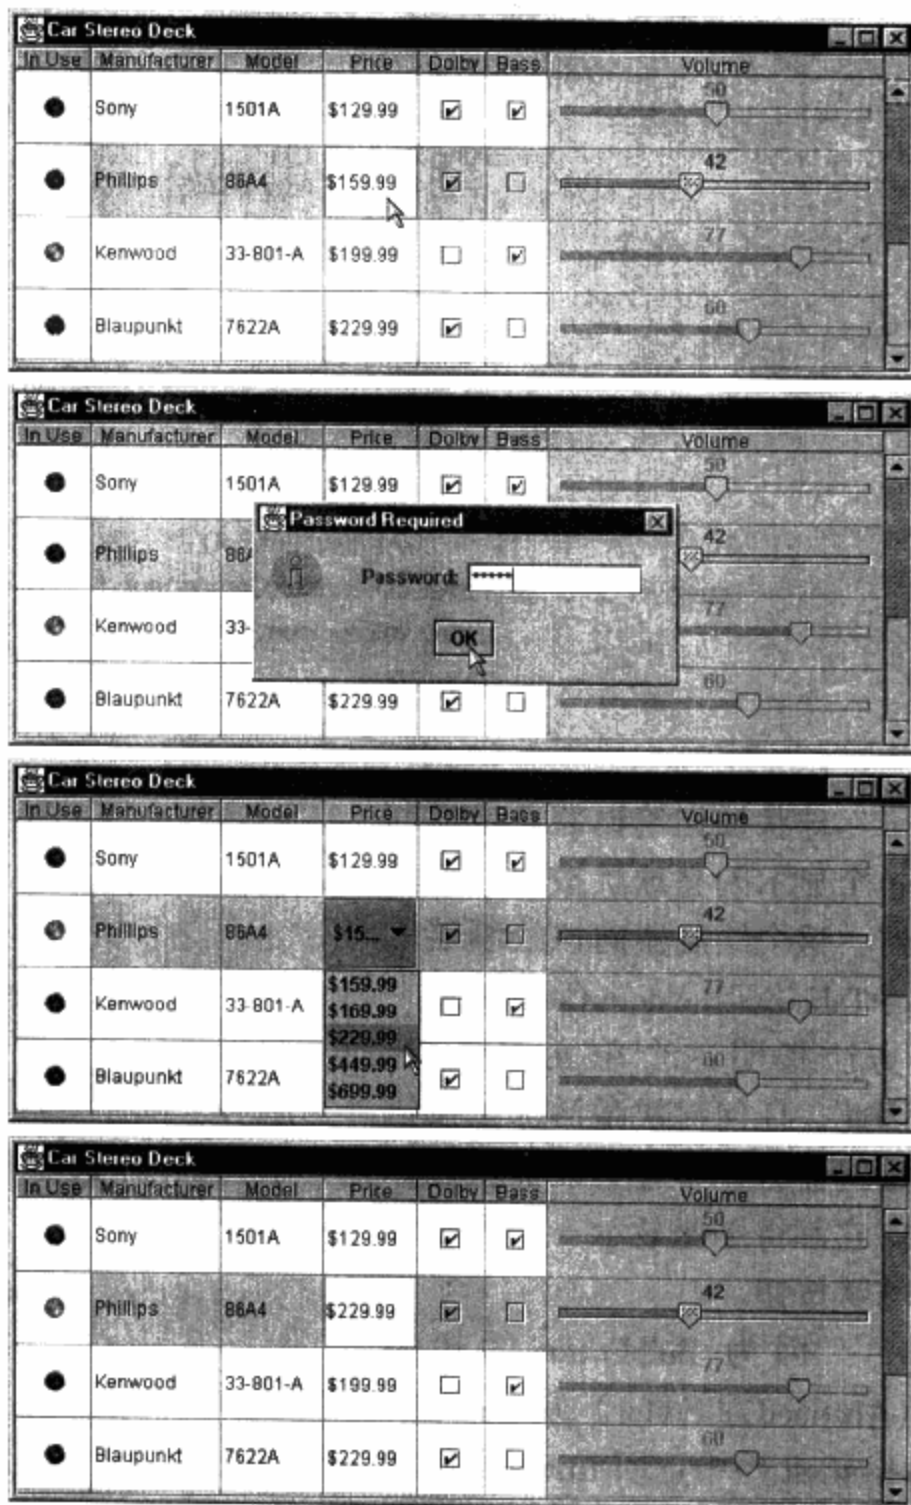 Car Stereo Deck
In Use Manufacturer Model Price Dolby Bass Volume
50
Sony 1501A $129.99
42
Phillips 86A4 $159.99
77
Kenwood 33-801-A $199.99
60
Blaupunkt 7622A $229.99
Car Stereo Deck
In Use Manufacturer Model Price Dolby Bass Volume
50
Sony 1501A $129.99
Password Required
42
Phillips 86A
Password: *****
77
Kenwood 33-
OK
60
Blaupunkt 7622A $229.99
Car Stereo Deck
In Use Manufacturer Model Price Dolby Bass Volume
50
Sony 1501A $129.99
42
Phillips 86A4 $15...
$159.99
77
Kenwood 33-801-A
$169.99
$229.99
60
$449.99
Blaupunkt 7622A
$699.99
Car Stereo Deck
In Use Manufacturer Model Price Dolby Bass Volume
50
Sony 1501A $129.99
42
Phillips 86A4 $229.99
77
Kenwood 33-801-A $199.99
60
Blaupunkt 7622A $229.99